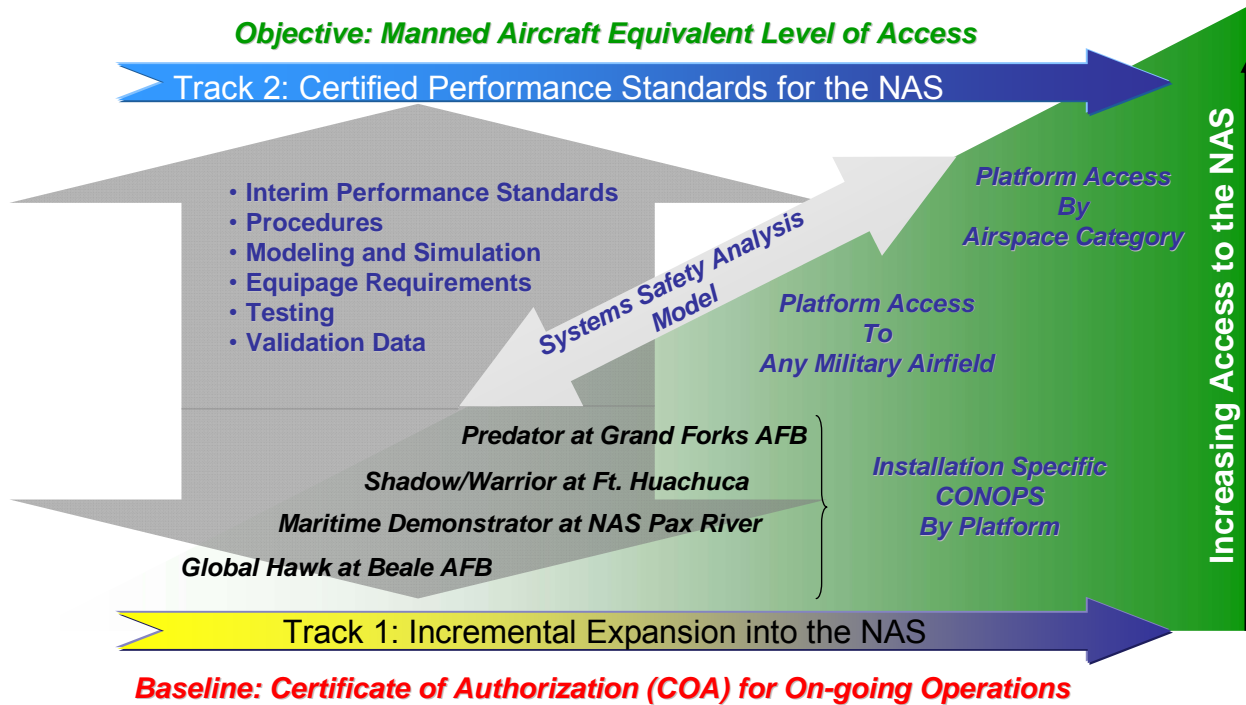 Objective: Manned Aircraft Equivalent Level of Access
Track 2: Certified Performance Standards for the NAS
• Interim Performance Standards
• Procedures
• Modeling and Simulation
• Equipage Requirements
• Testing
• Validation Data
Systems Safety Analysis
Model
Platform Access
By
Airspace Category
Platform Access
To
Any Military Airfield
Increasing Access to the NAS
Predator at Grand Forks AFB
Shadow/Warrior at Ft. Huachuca
Maritime Demonstrator at NAS Pax River
Global Hawk at Beale AFB
Installation Specific
CONOPS
By Platform
Track 1: Incremental Expansion into the NAS
Baseline: Certificate of Authorization (COA) for On-going Operations